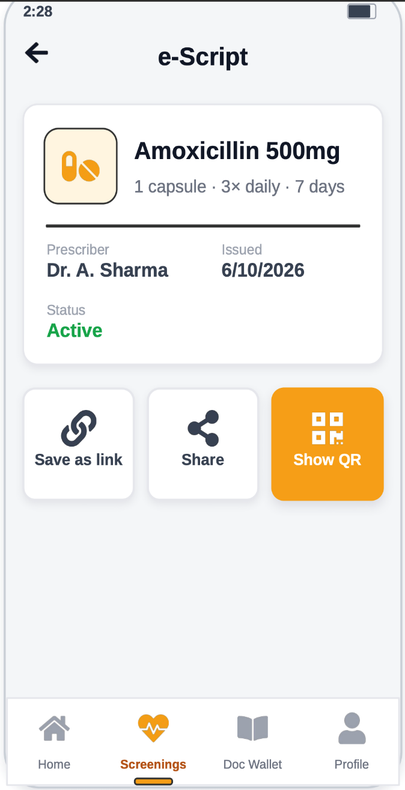 2:28
e-Script
Amoxicillin 500mg
1 capsule · 3× daily · 7 days
Prescriber
Issued
Dr. A. Sharma
6/10/2026
Status
Active
Save as link
Share
Show QR
Home
Screenings
Doc Wallet
Profile